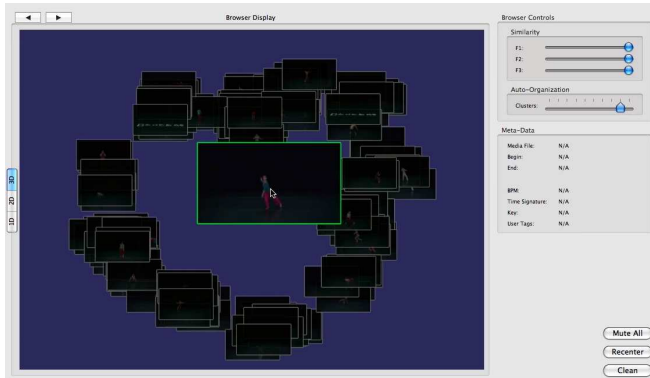 Browser Display
Browser Controls
Similarity
F1:
F2:
F3:
Auto-Organization
Clusters:
Meta-Data
Media File: N/A
Begin: N/A
End: N/A
BPM: N/A
Time Signature: N/A
Key: N/A
User Tags: N/A
3D
2D
1D
Mute All
Recenter
Clean